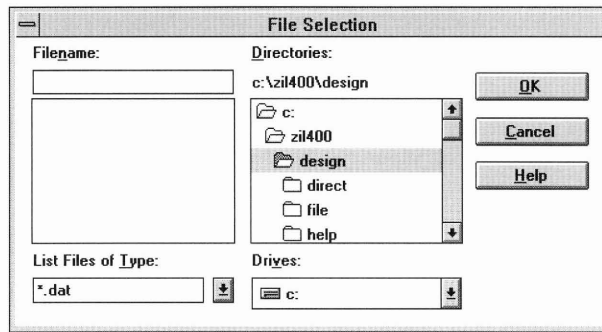 File Selection
Filename:
Directories:
c:\zil400\design
OK
c:
zil400
Cancel
design
direct
Help
file
help
List Files of Type:
Drives:
*.dat
c: